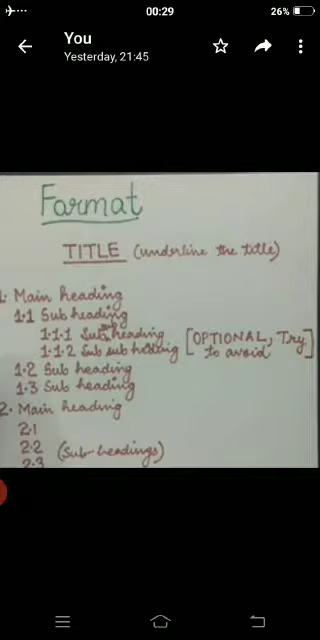 00:29
26%
You
Yesterday, 21:45
Format
TITLE (underline the title)
1. Main heading
1.1 Sub heading
1.1.1 Sub heading
1.1.2 Sub sub heading [OPTIONAL, Try to avoid]
1.2 Sub heading
1.3 Sub heading
2. Main heading
2.1
2.2 (Sub-headings)
2.3